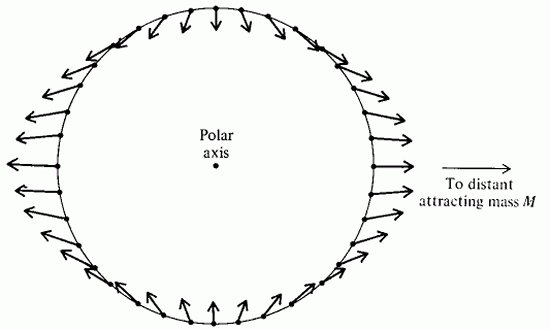 Polar
axis
To distant
attracting mass M